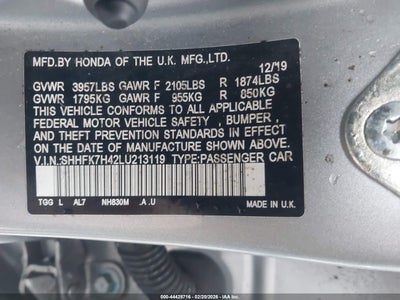 MFD.BY HONDA OF THE U.K. MFG.,LTD.
12/19
GVWR 3957LBS GAWR F 2105LBS R 1874LBS
GVWR 1795KG GAWR F 955KG R 850KG
THIS VEHICLE CONFORMS TO ALL APPLICABLE
FEDERAL MOTOR VEHICLE SAFETY , BUMPER ,
AND THEFT PREVENTION STANDARDS IN EFFECT
ON THE DATE OF MANUFACTURE SHOWN ABOVE.
V.I.N:SHHFK7H42LU213119 TYPE:PASSENGER CAR
TGG L AL7 NH830M .A .U
MADE IN U.K.
000-44428716 | 02/20/2026 | IAA, Inc.